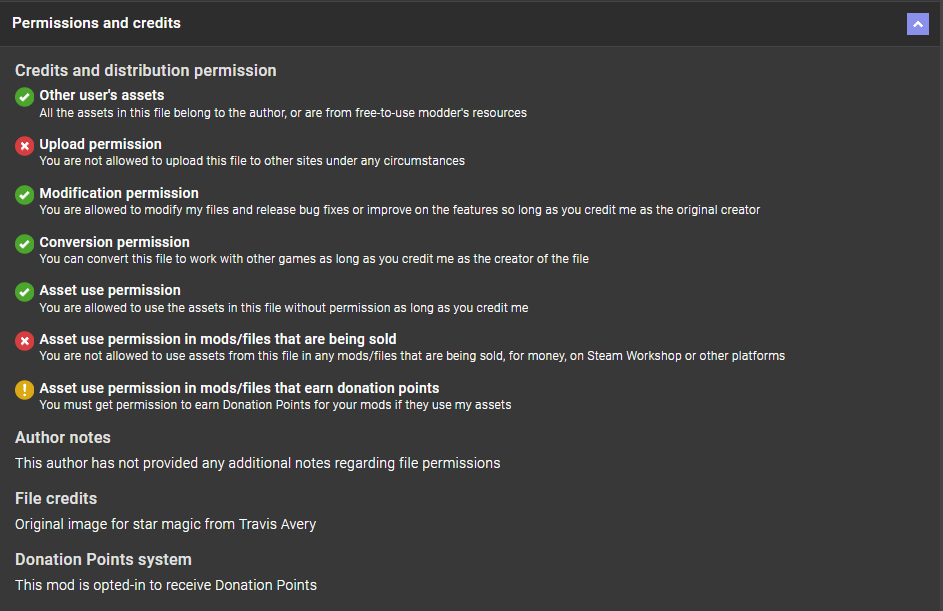 Permissions and credits
Credits and distribution permission
Other user's assets
All the assets in this file belong to the author, or are from free-to-use modder's resources
Upload permission
You are not allowed to upload this file to other sites under any circumstances
Modification permission
You are allowed to modify my files and release bug fixes or improve on the features so long as you credit me as the original creator
Conversion permission
You can convert this file to work with other games as long as you credit me as the creator of the file
Asset use permission
You are allowed to use the assets in this file without permission as long as you credit me
Asset use permission in mods/files that are being sold
You are not allowed to use assets from this file in any mods/files that are being sold, for money, on Steam Workshop or other platforms
Asset use permission in mods/files that earn donation points
You must get permission to earn Donation Points for your mods if they use my assets
Author notes
This author has not provided any additional notes regarding file permissions
File credits
Original image for star magic from Travis Avery
Donation Points system
This mod is opted-in to receive Donation Points